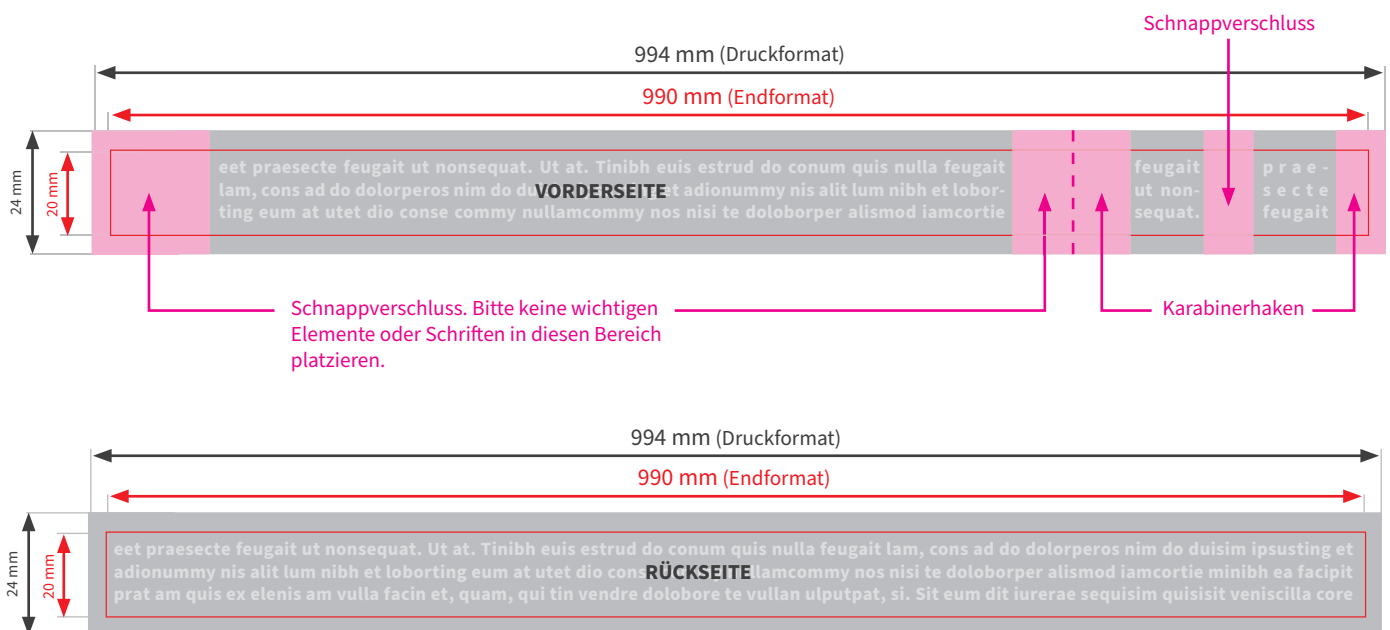 Schnappverschluss
994 mm (Druckformat)
990 mm (Endformat)
24 mm
20 mm
eet praesecte feugait ut nonsequat. Ut at. Tinibh euis estrud do conum quis nulla feugait
lam, cons ad do dolorperos nim do du et adionummy nis alit lum nibh et lobor-
ting eum at utet dio conse commy nullamcommy nos nisi te doloborper alismod iamcortie
VORDERSEITE
feugait
ut non-
sequat.
prae-
secte
feugait
Schnappverschluss. Bitte keine wichtigen
Elemente oder Schriften in diesen Bereich
platzieren.
Karabinerhaken
994 mm (Druckformat)
990 mm (Endformat)
24 mm
20 mm
eet praesecte feugait ut nonsequat. Ut at. Tinibh euis estrud do conum quis nulla feugait lam, cons ad do dolorperos nim do duisim ipsusting et
adionummy nis alit lum nibh et loborting eum at utet dio cons llamcommy nos nisi te doloborper alismod iamcortie minibh ea facipit
prat am quis ex elenis am vulla facin et, quam, qui tin vendre dolobore te vullan ulputpat, si. Sit eum dit iurerae sequisim quisisit veniscilla core
RÜCKSEITE